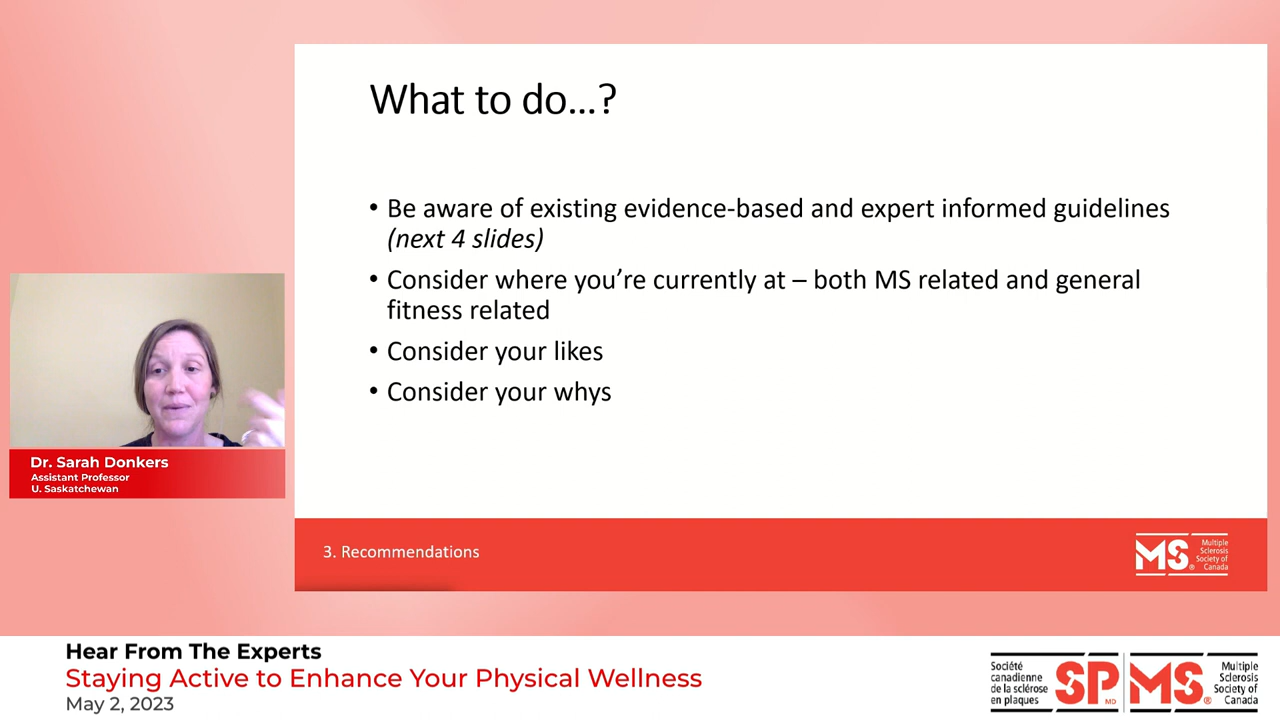 What to do...?
• Be aware of existing evidence-based and expert informed guidelines
(next 4 slides)
• Consider where you’re currently at – both MS related and general
fitness related
• Consider your likes
• Consider your whys
Dr. Sarah Donkers
Assistant Professor
U. Saskatchewan
3. Recommendations
MS®
Multiple
Sclerosis
Society of
Canada
Hear From The Experts
Staying Active to Enhance Your Physical Wellness
May 2, 2023
Société
canadienne
de la sclérose
en plaques
SP MD
MS®
Multiple
Sclerosis
Society of
Canada